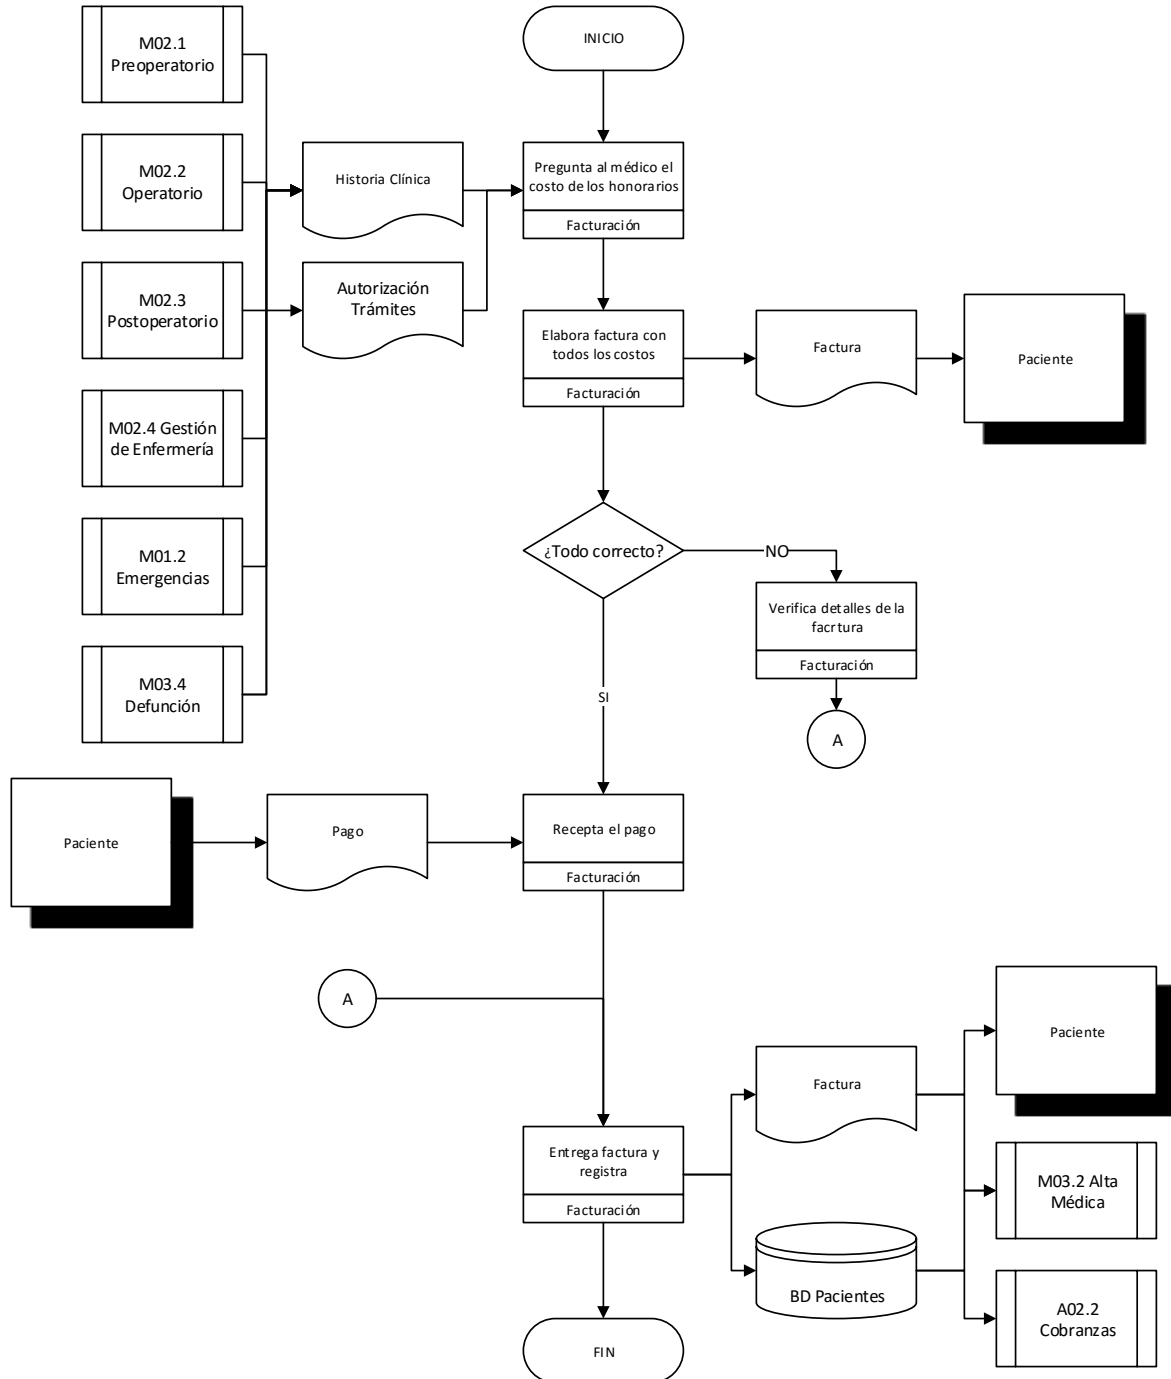 M02.1
Preoperatorio
INICIO
M02.2
Operatorio
Historia Clínica
Pregunta al médico el
costo de los honorarios
Facturación
M02.3
Postoperatorio
Autorización
Trámites
Elabora factura con
todos los costos
Facturación
Factura
Paciente
M02.4 Gestión
de Enfermería
M01.2
Emergencias
¿Todo correcto?
NO
Verifica detalles de la
facrtura
Facturación
M03.4
Defunción
SI
A
Paciente
Pago
Recepta el pago
Facturación
A
Factura
Paciente
Entrega factura y
registra
Facturación
M03.2 Alta
Médica
BD Pacientes
A02.2
Cobranzas
FIN